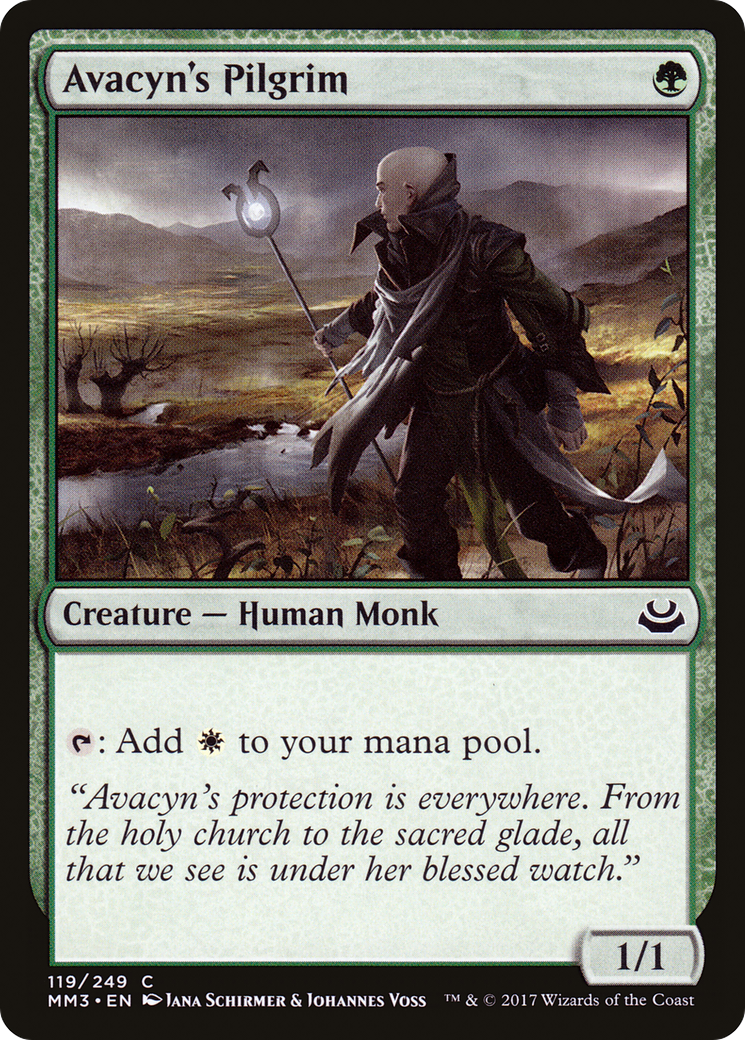 Avacyn's Pilgrim
Creature — Human Monk
: Add to your mana pool.
“Avacyn's protection is everywhere. From
the holy church to the sacred glade, all
that we see is under her blessed watch.”
1/1
119/249 C
MM3 • EN Jana Schirmer & Johannes Voss ™ & © 2017 Wizards of the Coast